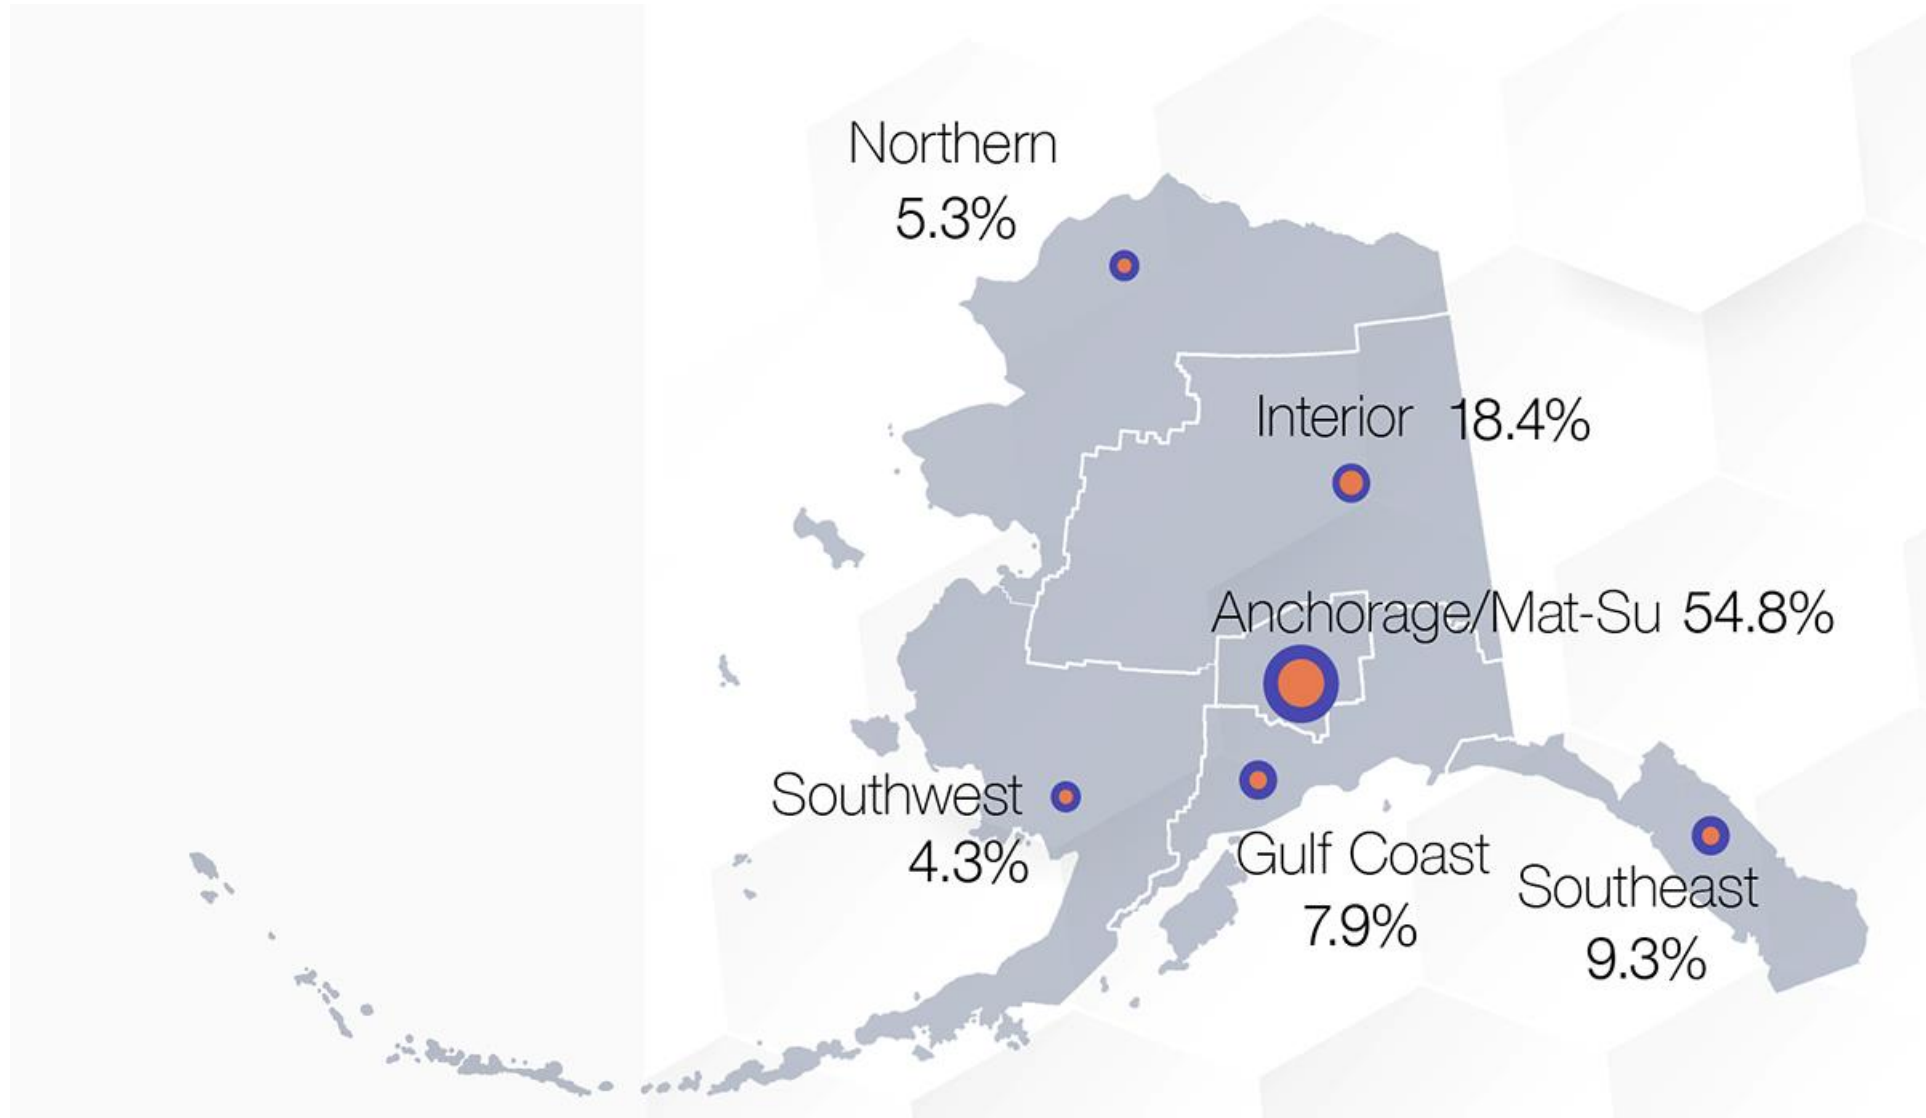 Northern
5.3%
Interior 18.4%
Anchorage/Mat-Su 54.8%
Southwest
4.3%
Gulf Coast
7.9%
Southeast
9.3%